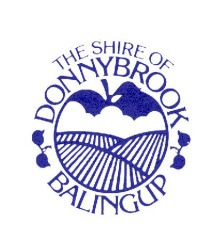 THE SHIRE OF
DONNYBROOK
BALINGUP